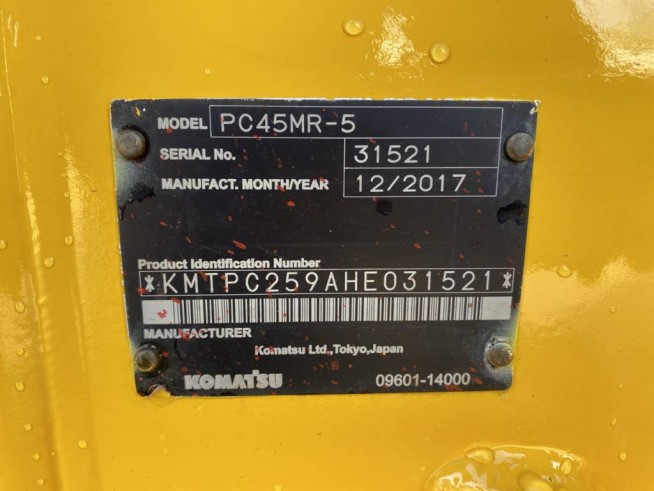 MODEL PC45MR-5
SERIAL No. 31521
MANUFACT. MONTH/YEAR 12/2017
Product Identification Number
*KMTPC259AHE031521*
MANUFACTURER
Komatsu Ltd.,Tokyo,Japan
KOMATSU 09601-14000